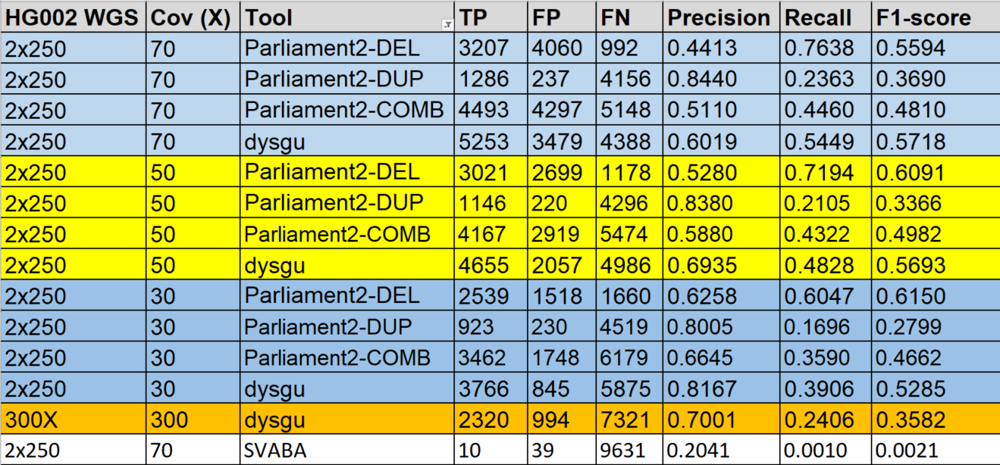 HG002 WGS Cov (X) Tool TP FP FN Precision Recall F1-score
2x250 70 Parliament2-DEL 3207 4060 992 0.4413 0.7638 0.5594
2x250 70 Parliament2-DUP 1286 237 4156 0.8440 0.2363 0.3690
2x250 70 Parliament2-COMB 4493 4297 5148 0.5110 0.4460 0.4810
2x250 70 dysgu 5253 3479 4388 0.6019 0.5449 0.5718
2x250 50 Parliament2-DEL 3021 2699 1178 0.5280 0.7194 0.6091
2x250 50 Parliament2-DUP 1146 220 4296 0.8380 0.2105 0.3366
2x250 50 Parliament2-COMB 4167 2919 5474 0.5880 0.4322 0.4982
2x250 50 dysgu 4655 2057 4986 0.6935 0.4828 0.5693
2x250 30 Parliament2-DEL 2539 1518 1660 0.6258 0.6047 0.6150
2x250 30 Parliament2-DUP 923 230 4519 0.8005 0.1696 0.2799
2x250 30 Parliament2-COMB 3462 1748 6179 0.6645 0.3590 0.4662
2x250 30 dysgu 3766 845 5875 0.8167 0.3906 0.5285
300X 300 dysgu 2320 994 7321 0.7001 0.2406 0.3582
2x250 70 SVABA 10 39 9631 0.2041 0.0010 0.0021